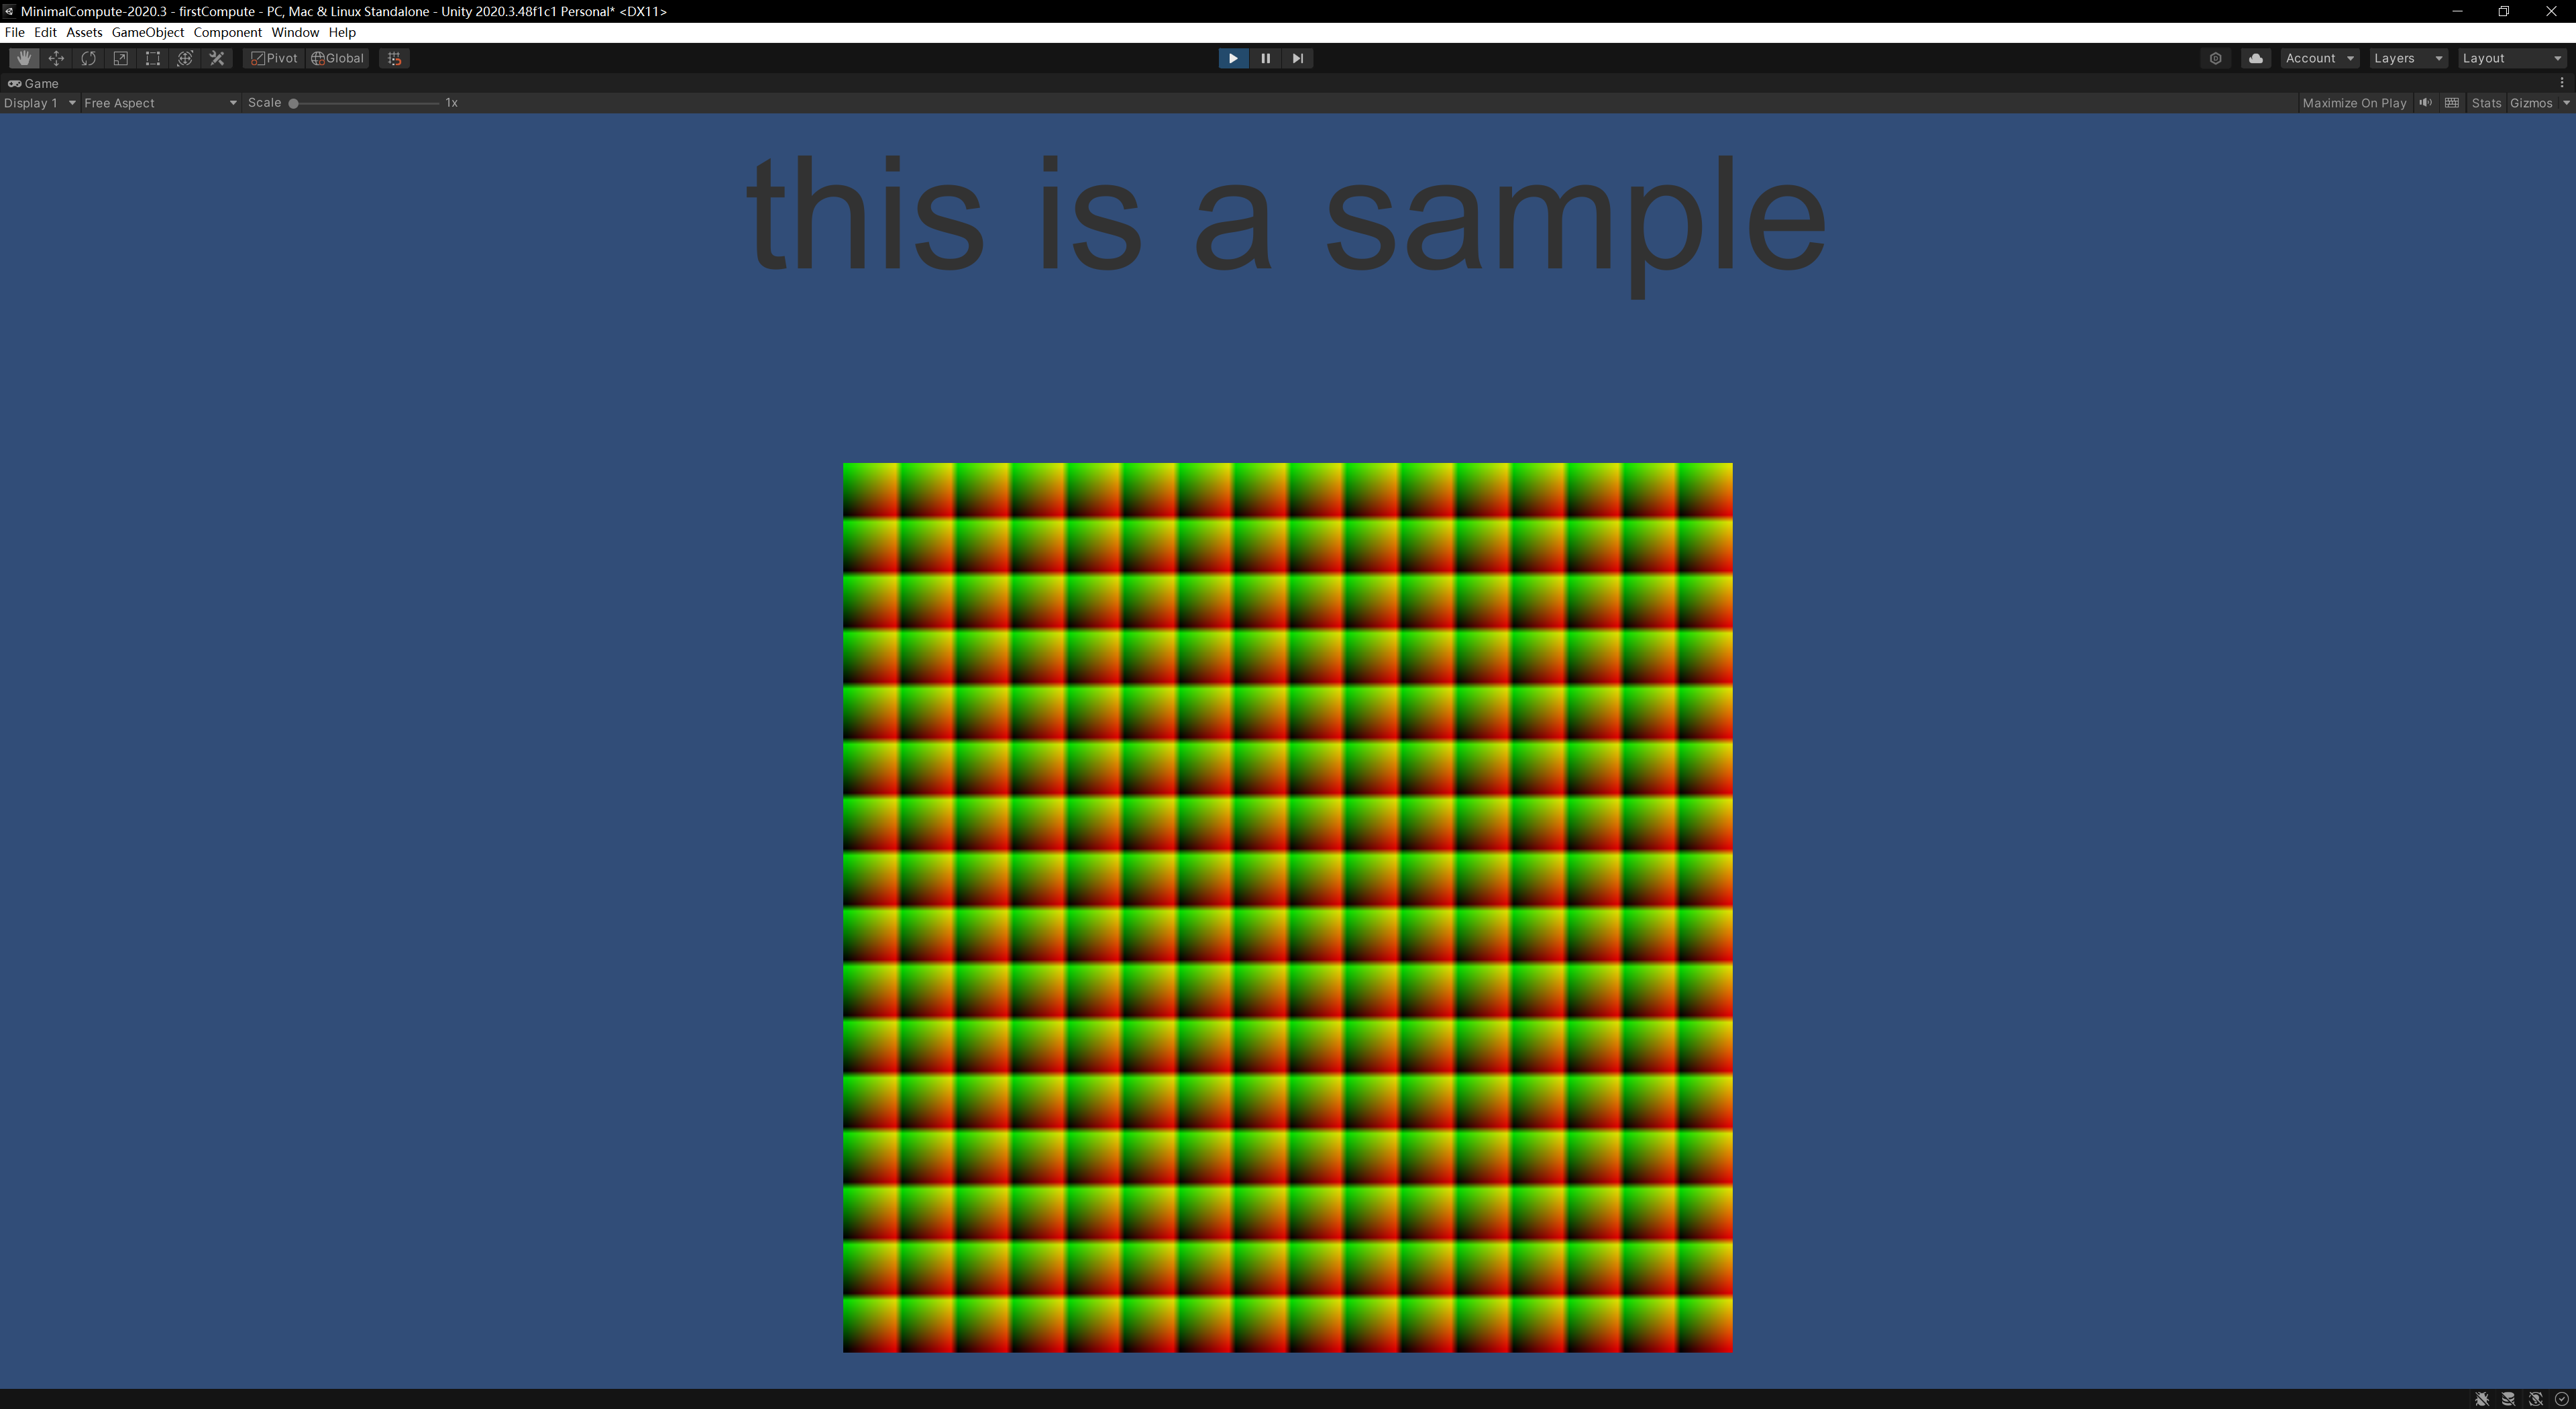 MinimalCompute-2020.3 - firstCompute - PC, Mac & Linux Standalone - Unity 2020.3.48f1c1 Personal* <DX11>
File Edit Assets GameObject Component Window Help
Pivot Global Account Layers Layout
Game
Display 1 Free Aspect Scale 1x Maximize On Play Stats Gizmos
this is a sample